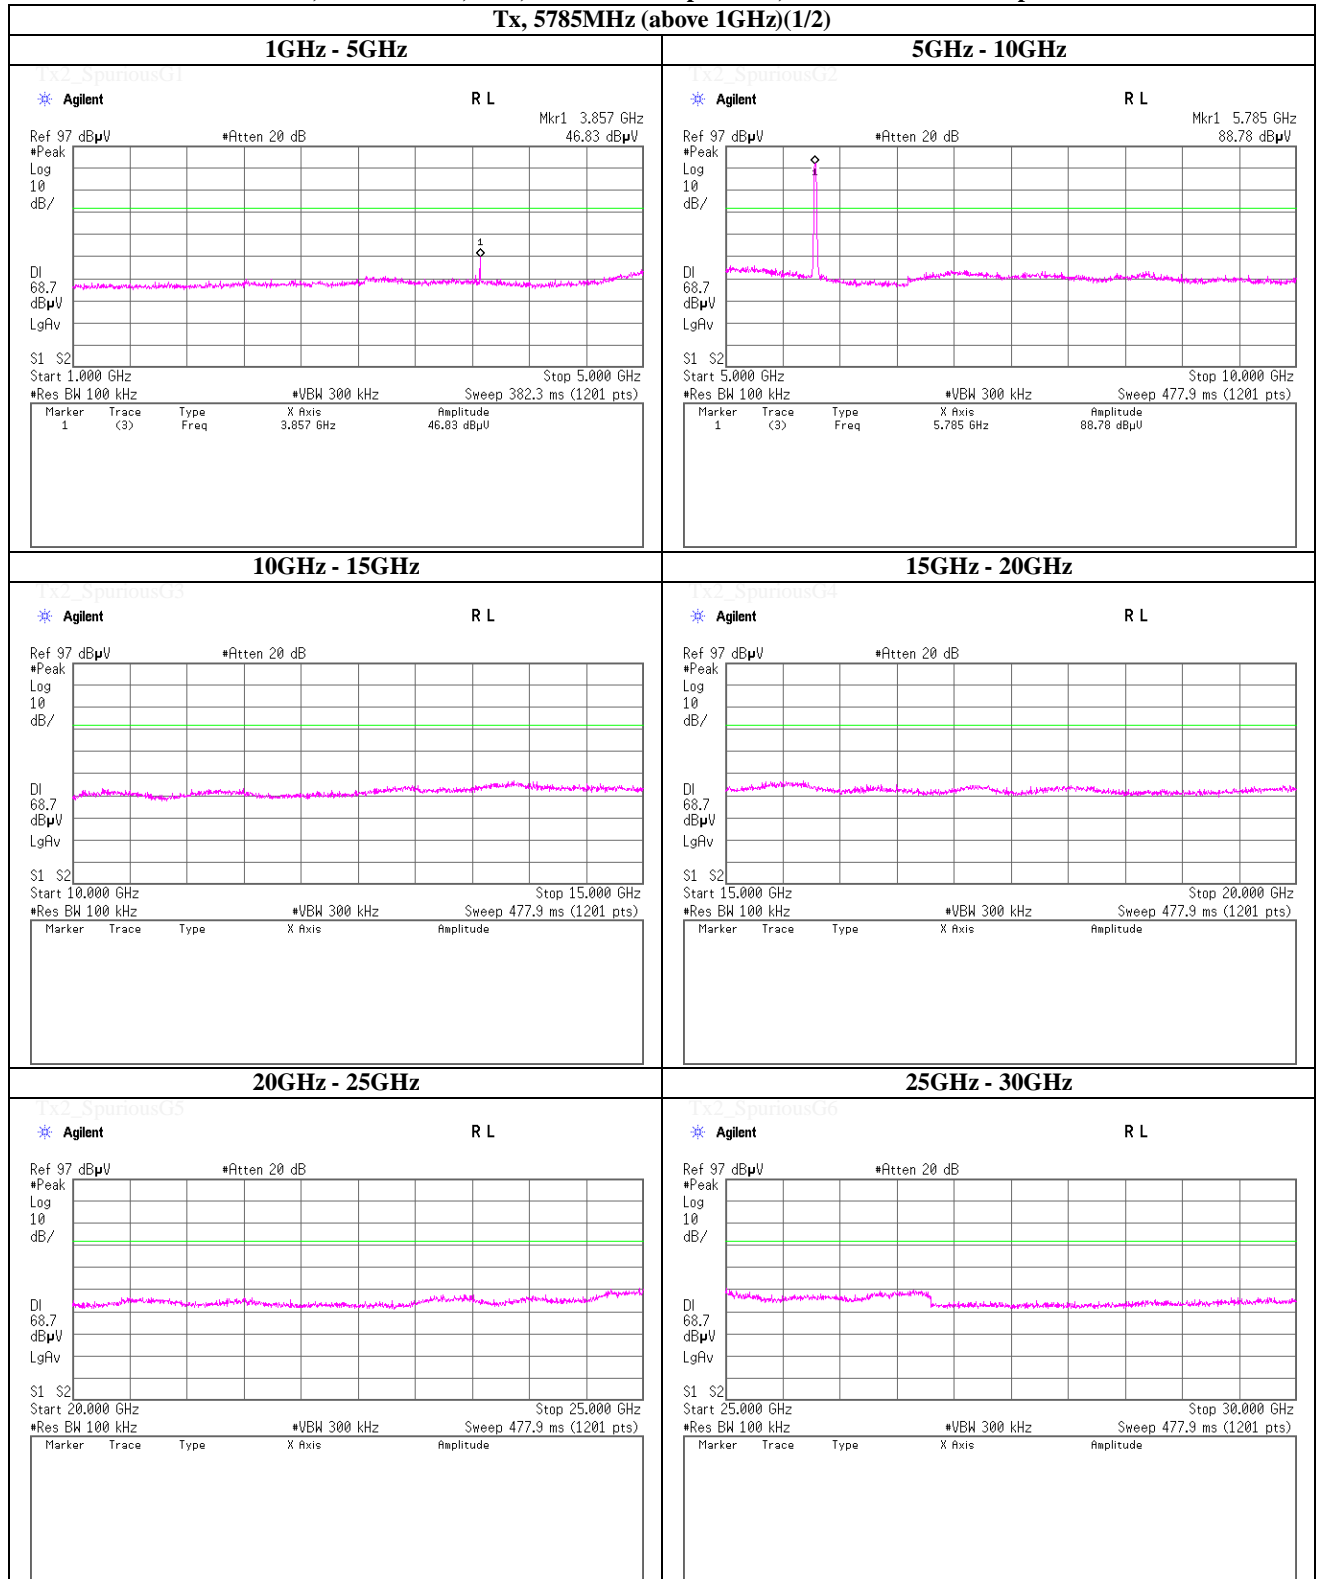 Tx, 5785MHz (above 1GHz)(1/2)
1GHz - 5GHz
5GHz - 10GHz
Tx2_SpuriousG1
Agilent
R L
Mkr1 3.857 GHz
Ref 97 dBµV
#Atten 20 dB
46.83 dBµV
#Peak
Log
10
dB/
1
DI
68.7
dBµV
LgAv
S1 S2
Start 1.000 GHz
Stop 5.000 GHz
#Res BW 100 kHz
#VBW 300 kHz
Sweep 382.3 ms (1201 pts)
Marker Trace Type X Axis Amplitude
1 (3) Freq 3.857 GHz 46.83 dBµV
Tx2_SpuriousG2
Agilent
R L
Mkr1 5.785 GHz
Ref 97 dBµV
#Atten 20 dB
88.78 dBµV
#Peak
Log
10
dB/
1
DI
68.7
dBµV
LgAv
S1 S2
Start 5.000 GHz
Stop 10.000 GHz
#Res BW 100 kHz
#VBW 300 kHz
Sweep 477.9 ms (1201 pts)
Marker Trace Type X Axis Amplitude
1 (3) Freq 5.785 GHz 88.78 dBµV
10GHz - 15GHz
15GHz - 20GHz
Tx2_SpuriousG3
Agilent
R L
Ref 97 dBµV
#Atten 20 dB
#Peak
Log
10
dB/
DI
68.7
dBµV
LgAv
S1 S2
Start 10.000 GHz
Stop 15.000 GHz
#Res BW 100 kHz
#VBW 300 kHz
Sweep 477.9 ms (1201 pts)
Marker Trace Type X Axis Amplitude
Tx2_SpuriousG4
Agilent
R L
Ref 97 dBµV
#Atten 20 dB
#Peak
Log
10
dB/
DI
68.7
dBµV
LgAv
S1 S2
Start 15.000 GHz
Stop 20.000 GHz
#Res BW 100 kHz
#VBW 300 kHz
Sweep 477.9 ms (1201 pts)
Marker Trace Type X Axis Amplitude
20GHz - 25GHz
25GHz - 30GHz
Tx2_SpuriousG5
Agilent
R L
Ref 97 dBµV
#Atten 20 dB
#Peak
Log
10
dB/
DI
68.7
dBµV
LgAv
S1 S2
Start 20.000 GHz
Stop 25.000 GHz
#Res BW 100 kHz
#VBW 300 kHz
Sweep 477.9 ms (1201 pts)
Marker Trace Type X Axis Amplitude
Tx2_SpuriousG6
Agilent
R L
Ref 97 dBµV
#Atten 20 dB
#Peak
Log
10
dB/
DI
68.7
dBµV
LgAv
S1 S2
Start 25.000 GHz
Stop 30.000 GHz
#Res BW 100 kHz
#VBW 300 kHz
Sweep 477.9 ms (1201 pts)
Marker Trace Type X Axis Amplitude